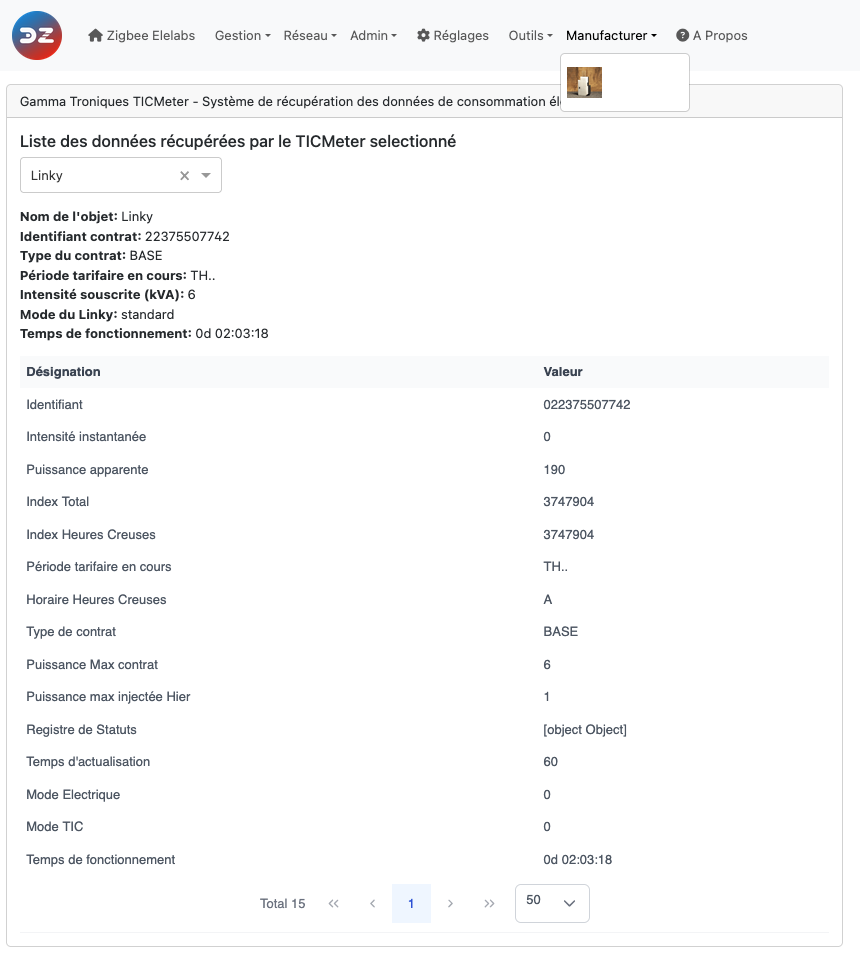 DZ Zigbee Elelabs Gestion Réseau Admin Réglages Outils Manufacturer ? A Propos
Gamma Troniques TICMeter - Système de récupération des données de consommation él
Liste des données récupérées par le TICMeter selectionné
Linky
Nom de l'objet: Linky
Identifiant contrat: 22375507742
Type du contrat: BASE
Période tarifaire en cours: TH..
Intensité souscrite (kVA): 6
Mode du Linky: standard
Temps de fonctionnement: 0d 02:03:18
Désignation Valeur
Identifiant 022375507742
Intensité instantanée 0
Puissance apparente 190
Index Total 3747904
Index Heures Creuses 3747904
Période tarifaire en cours TH..
Horaire Heures Creuses A
Type de contrat BASE
Puissance Max contrat 6
Puissance max injectée Hier 1
Registre de Statuts [object Object]
Temps d'actualisation 60
Mode Electrique 0
Mode TIC 0
Temps de fonctionnement 0d 02:03:18
Total 15 1 50